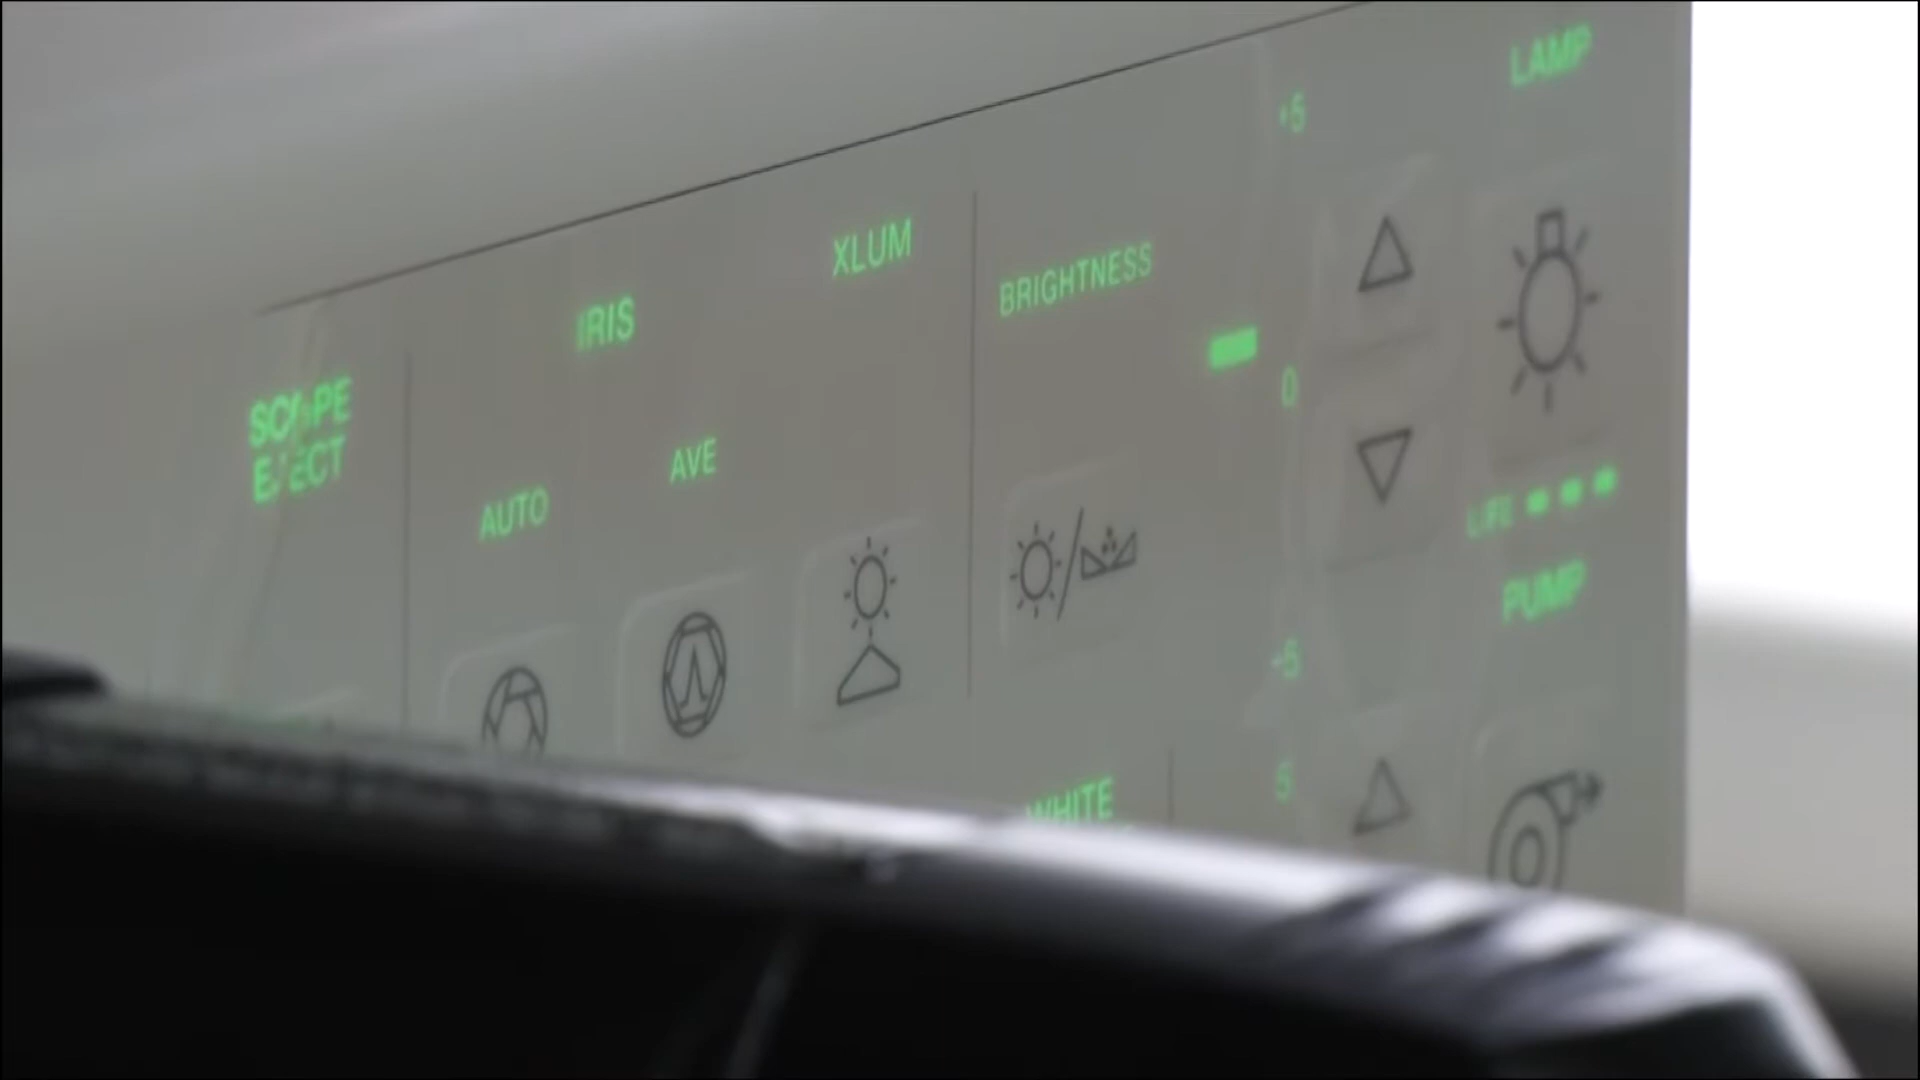 LAMP
+5
XLUM
BRIGHTNESS
IRIS
0
SCOPE
EJECT
AVE
AUTO
LIFE
PUMP
-5
5
WHITE